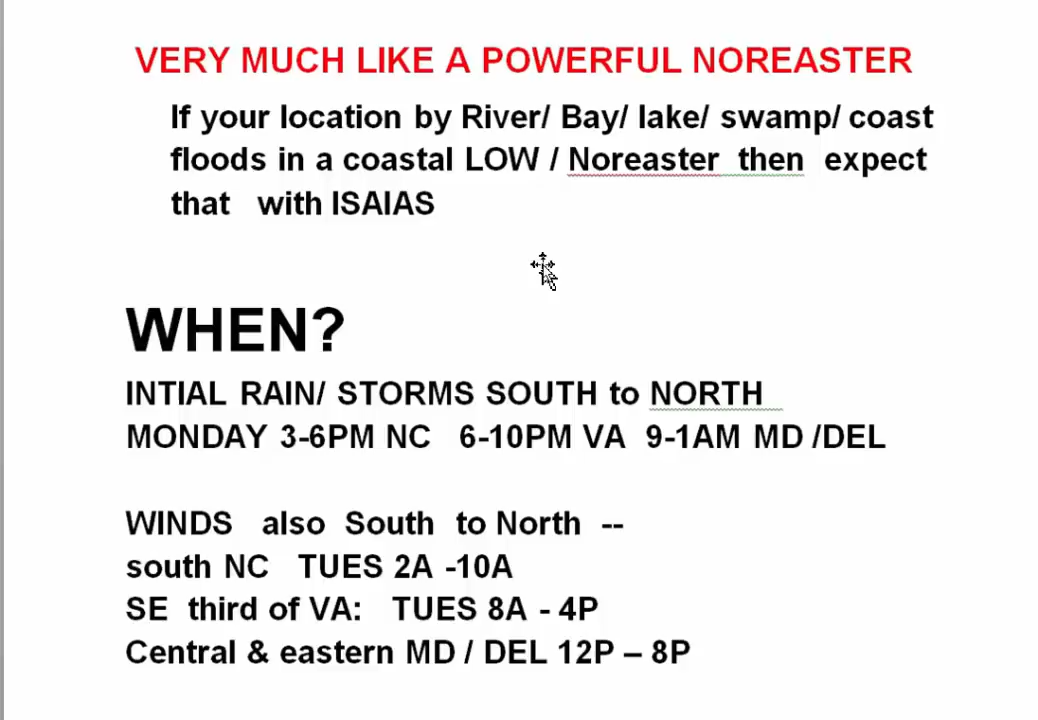 VERY MUCH LIKE A POWERFUL NOREASTER
If your location by River/ Bay/ lake/ swamp/ coast
floods in a coastal LOW / Noreaster then expect
that with ISAIAS
WHEN?
INTIAL RAIN/ STORMS SOUTH to NORTH
MONDAY 3-6PM NC 6-10PM VA 9-1AM MD /DEL
WINDS also South to North --
south NC TUES 2A -10A
SE third of VA: TUES 8A - 4P
Central & eastern MD / DEL 12P – 8P